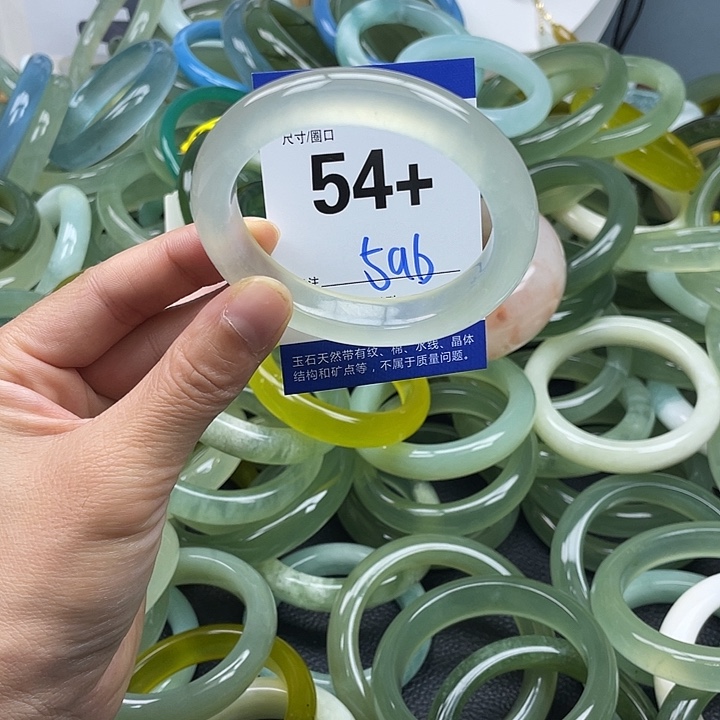 尺寸/圈口
54+
5ab
注
玉石天然带有纹、棉、水线、晶体
结构和矿点等，不属于质量问题。